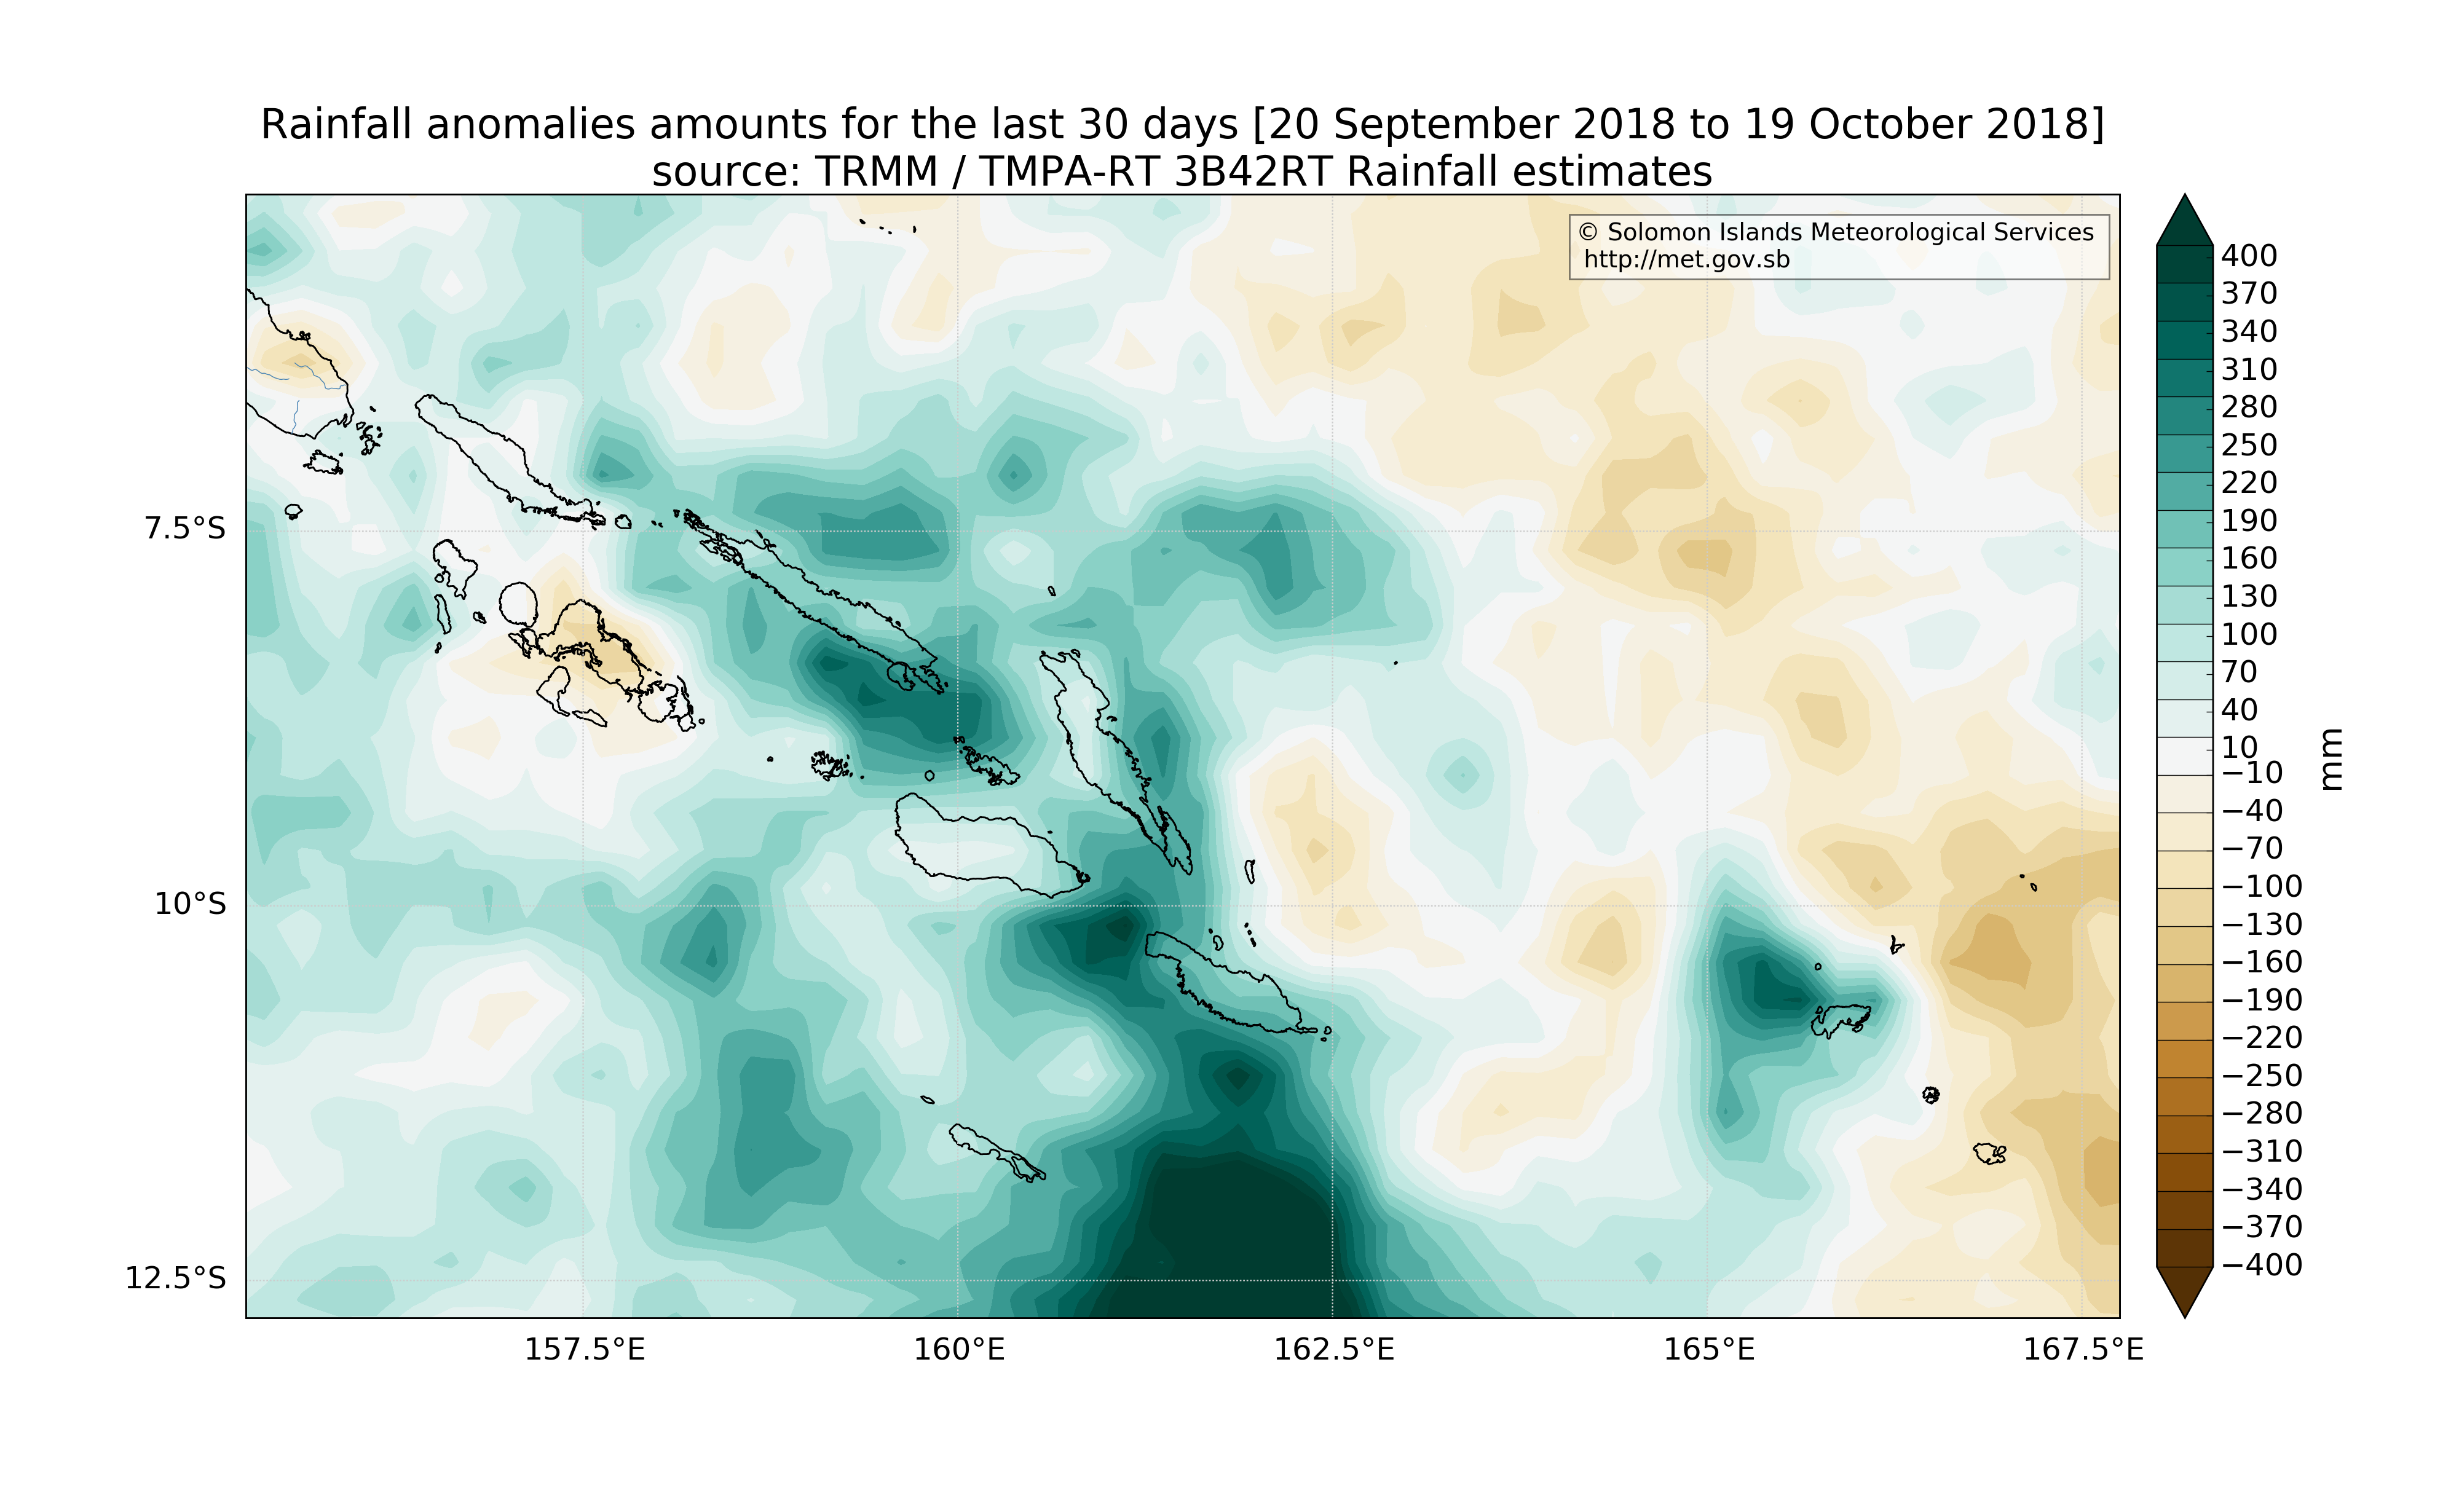 Rainfall anomalies amounts for the last 30 days [20 September 2018 to 19 October 2018]
source: TRMM / TMPA-RT 3B42RT Rainfall estimates
© Solomon Islands Meteorological Services
http://met.gov.sb
7.5°S
10°S
12.5°S
157.5°E
160°E
162.5°E
165°E
167.5°E
400
370
340
310
280
250
220
190
160
130
100
70
40
10
−10
−40
−70
−100
−130
−160
−190
−220
−250
−280
−310
−340
−370
−400
mm